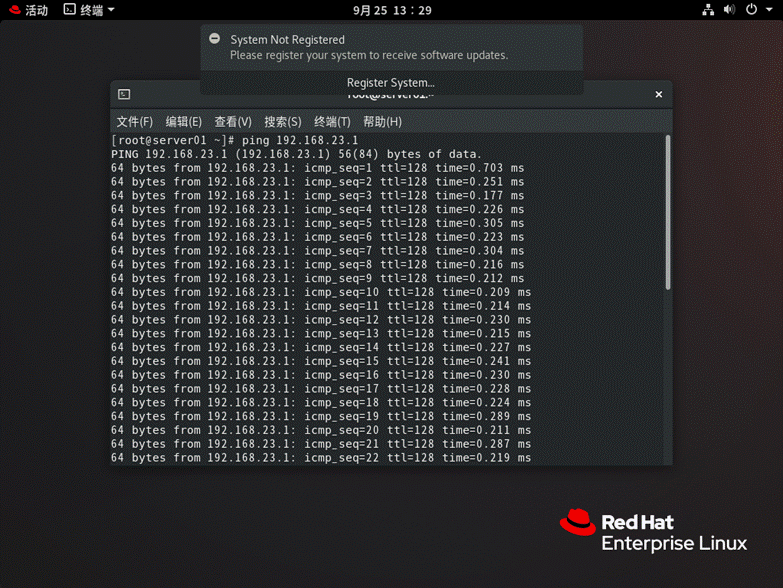 活动 终端 9月25 13：29
System Not Registered
Please register your system to receive software updates.
Register System...
文件(F) 编辑(E) 查看(V) 搜索(S) 终端(T) 帮助(H)
[root@server01 ~]# ping 192.168.23.1
PING 192.168.23.1 (192.168.23.1) 56(84) bytes of data.
64 bytes from 192.168.23.1: icmp_seq=1 ttl=128 time=0.703 ms
64 bytes from 192.168.23.1: icmp_seq=2 ttl=128 time=0.251 ms
64 bytes from 192.168.23.1: icmp_seq=3 ttl=128 time=0.177 ms
64 bytes from 192.168.23.1: icmp_seq=4 ttl=128 time=0.226 ms
64 bytes from 192.168.23.1: icmp_seq=5 ttl=128 time=0.305 ms
64 bytes from 192.168.23.1: icmp_seq=6 ttl=128 time=0.223 ms
64 bytes from 192.168.23.1: icmp_seq=7 ttl=128 time=0.304 ms
64 bytes from 192.168.23.1: icmp_seq=8 ttl=128 time=0.216 ms
64 bytes from 192.168.23.1: icmp_seq=9 ttl=128 time=0.212 ms
64 bytes from 192.168.23.1: icmp_seq=10 ttl=128 time=0.209 ms
64 bytes from 192.168.23.1: icmp_seq=11 ttl=128 time=0.214 ms
64 bytes from 192.168.23.1: icmp_seq=12 ttl=128 time=0.230 ms
64 bytes from 192.168.23.1: icmp_seq=13 ttl=128 time=0.215 ms
64 bytes from 192.168.23.1: icmp_seq=14 ttl=128 time=0.227 ms
64 bytes from 192.168.23.1: icmp_seq=15 ttl=128 time=0.241 ms
64 bytes from 192.168.23.1: icmp_seq=16 ttl=128 time=0.230 ms
64 bytes from 192.168.23.1: icmp_seq=17 ttl=128 time=0.228 ms
64 bytes from 192.168.23.1: icmp_seq=18 ttl=128 time=0.224 ms
64 bytes from 192.168.23.1: icmp_seq=19 ttl=128 time=0.289 ms
64 bytes from 192.168.23.1: icmp_seq=20 ttl=128 time=0.211 ms
64 bytes from 192.168.23.1: icmp_seq=21 ttl=128 time=0.287 ms
64 bytes from 192.168.23.1: icmp_seq=22 ttl=128 time=0.219 ms
Red Hat
Enterprise Linux